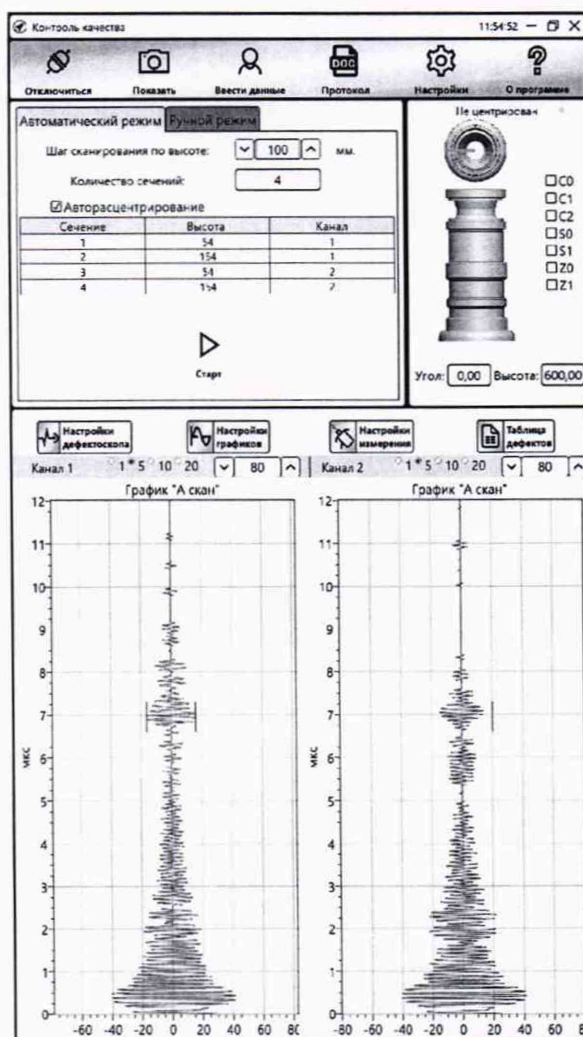 Контроль качества 11:54:52
Отключиться Показать Ввести данные DOC Протокол Настройки ? О программе
Автоматический режим Ручной режим
Шаг сканирования по высоте: 100 мм.
Количество сечений: 4
☑Авторасцентрирование
Сечение Высота Канал
1 54 1
2 154 1
3 54 2
4 154 2
Старт
Не центрирован
C0
C1
C2
S0
S1
Z0
Z1
Угол: 0,00 Высота: 600,00
Настройки дефектоскопа
Настройки графиков
Настройки измерения
Таблица дефектов
Канал 1 1 5 10 20 80
Канал 2 1 5 10 20 80
График "А скан"
12
11
10
9
8
7
6
5
4
3
2
1
0
мкс
-60 -40 -20 0 20 40 60 80
График "А скан"
12
11
10
9
8
7
6
5
4
3
2
1
0
мкс
-80 -60 -40 -20 0 20 40 60 80